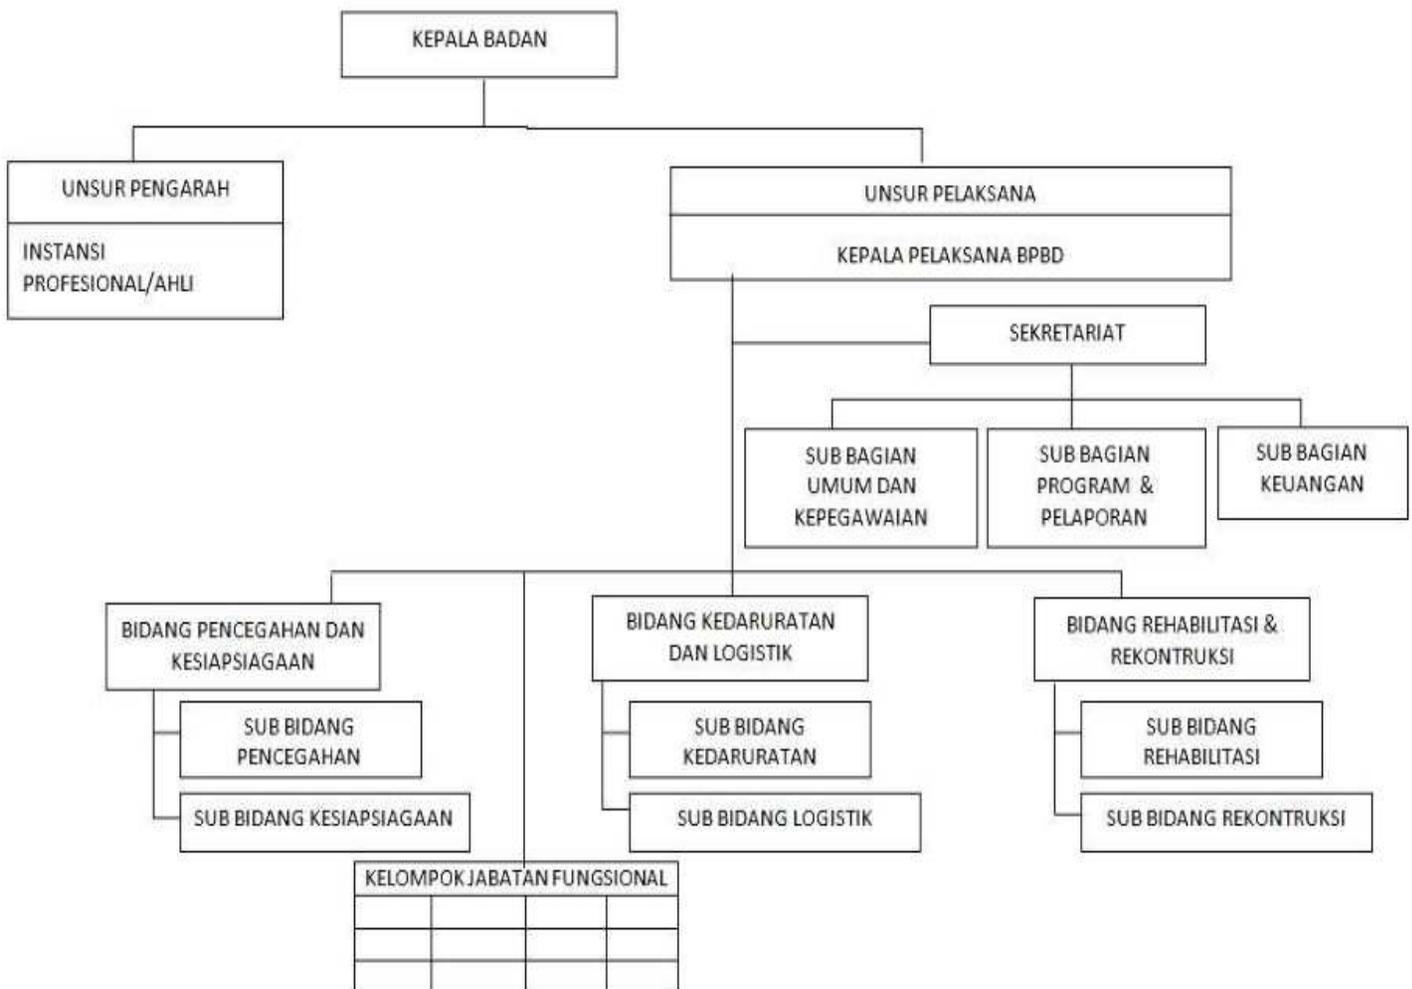 KEPALA BADAN
UNSUR PENGARAH
INSTANSI
PROFESIONAL/AHLI
UNSUR PELAKSANA
KEPALA PELAKSANA BPBD
SEKRETARIAT
SUB BAGIAN
UMUM DAN
KEPEGAWAIAN
SUB BAGIAN
PROGRAM &
PELAPORAN
SUB BAGIAN
KEUANGAN
BIDANG PENCEGAHAN DAN
KESIAPSIAGAAN
SUB BIDANG
PENCEGAHAN
SUB BIDANG KESIAPSIAGAAN
BIDANG KEDARURATAN
DAN LOGISTIK
SUB BIDANG
KEDARURATAN
SUB BIDANG LOGISTIK
BIDANG REHABILITASI &
REKONTRUKSI
SUB BIDANG
REHABILITASI
SUB BIDANG REKONTRUKSI
KELOMPOK JABATAN FUNGSIONAL